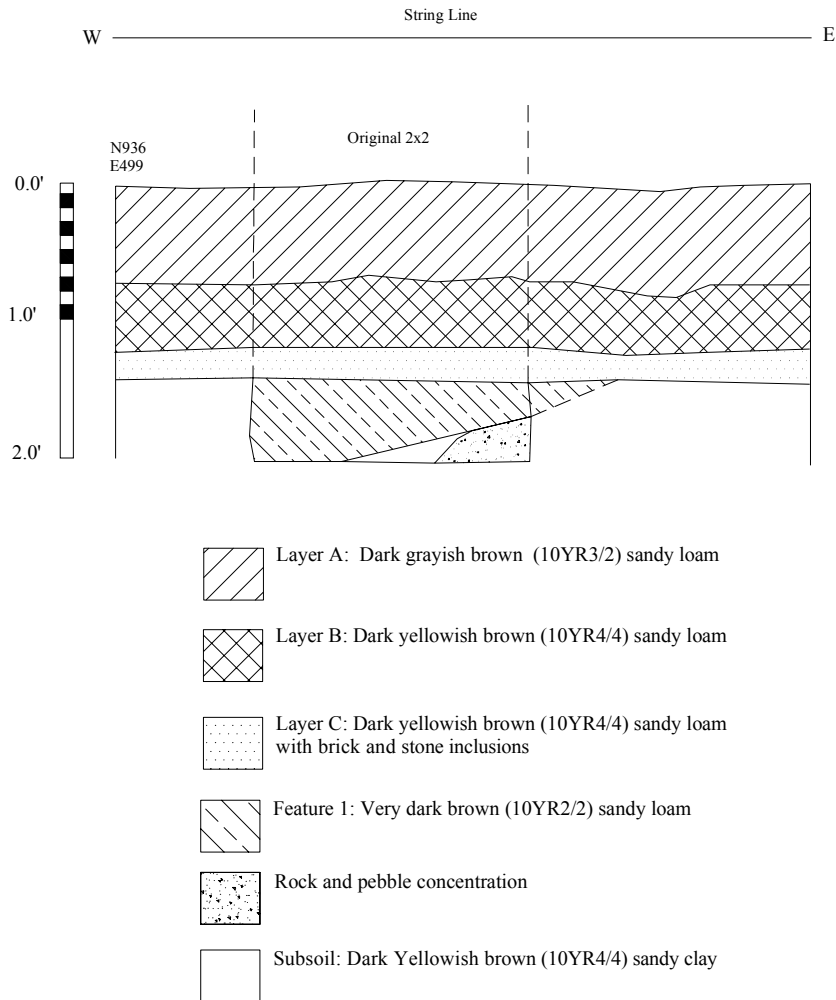 String Line
W
E
Original 2x2
N936
E499
0.0'
1.0'
2.0'
Layer A:  Dark grayish brown  (10YR3/2) sandy loam
Layer B: Dark yellowish brown (10YR4/4) sandy loam
Layer C: Dark yellowish brown (10YR4/4) sandy loam
with brick and stone inclusions
Feature 1: Very dark brown (10YR2/2) sandy loam
Rock and pebble concentration
Subsoil: Dark Yellowish brown (10YR4/4) sandy clay